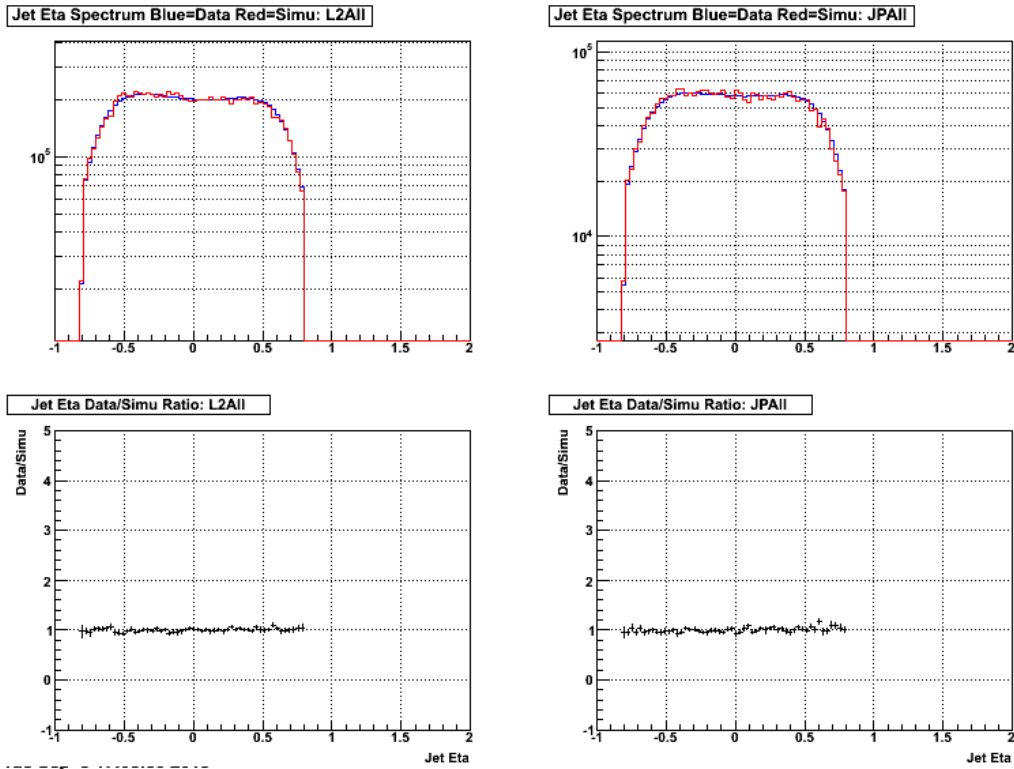 Jet Eta Spectrum Blue=Data Red=Simu: L2All
Jet Eta Spectrum Blue=Data Red=Simu: JPAll
10^5
-1 -0.5 0 0.5 1 1.5 2
10^5
10^4
-1 -0.5 0 0.5 1 1.5 2
Jet Eta Data/Simu Ratio: L2All
Jet Eta Data/Simu Ratio: JPAll
Data/Simu
5
4
3
2
1
0
-1
-1 -0.5 0 0.5 1 1.5 2
Jet Eta
Data/Simu
5
4
3
2
1
0
-1
-1 -0.5 0 0.5 1 1.5 2
Jet Eta